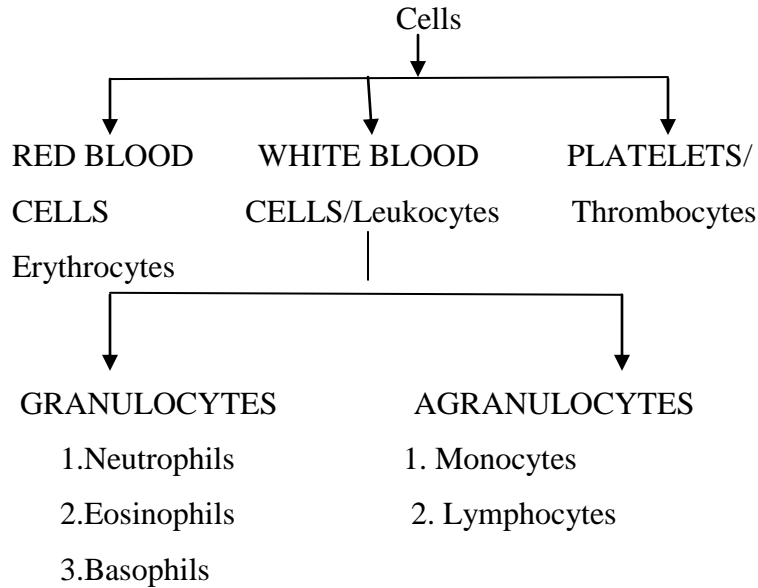 Cells
RED BLOOD
CELLS
Erythrocytes
WHITE BLOOD
CELLS/Leukocytes
PLATELETS/
Thrombocytes
GRANULOCYTES
1.Neutrophils
2.Eosinophils
3.Basophils
AGRANULOCYTES
1. Monocytes
2. Lymphocytes